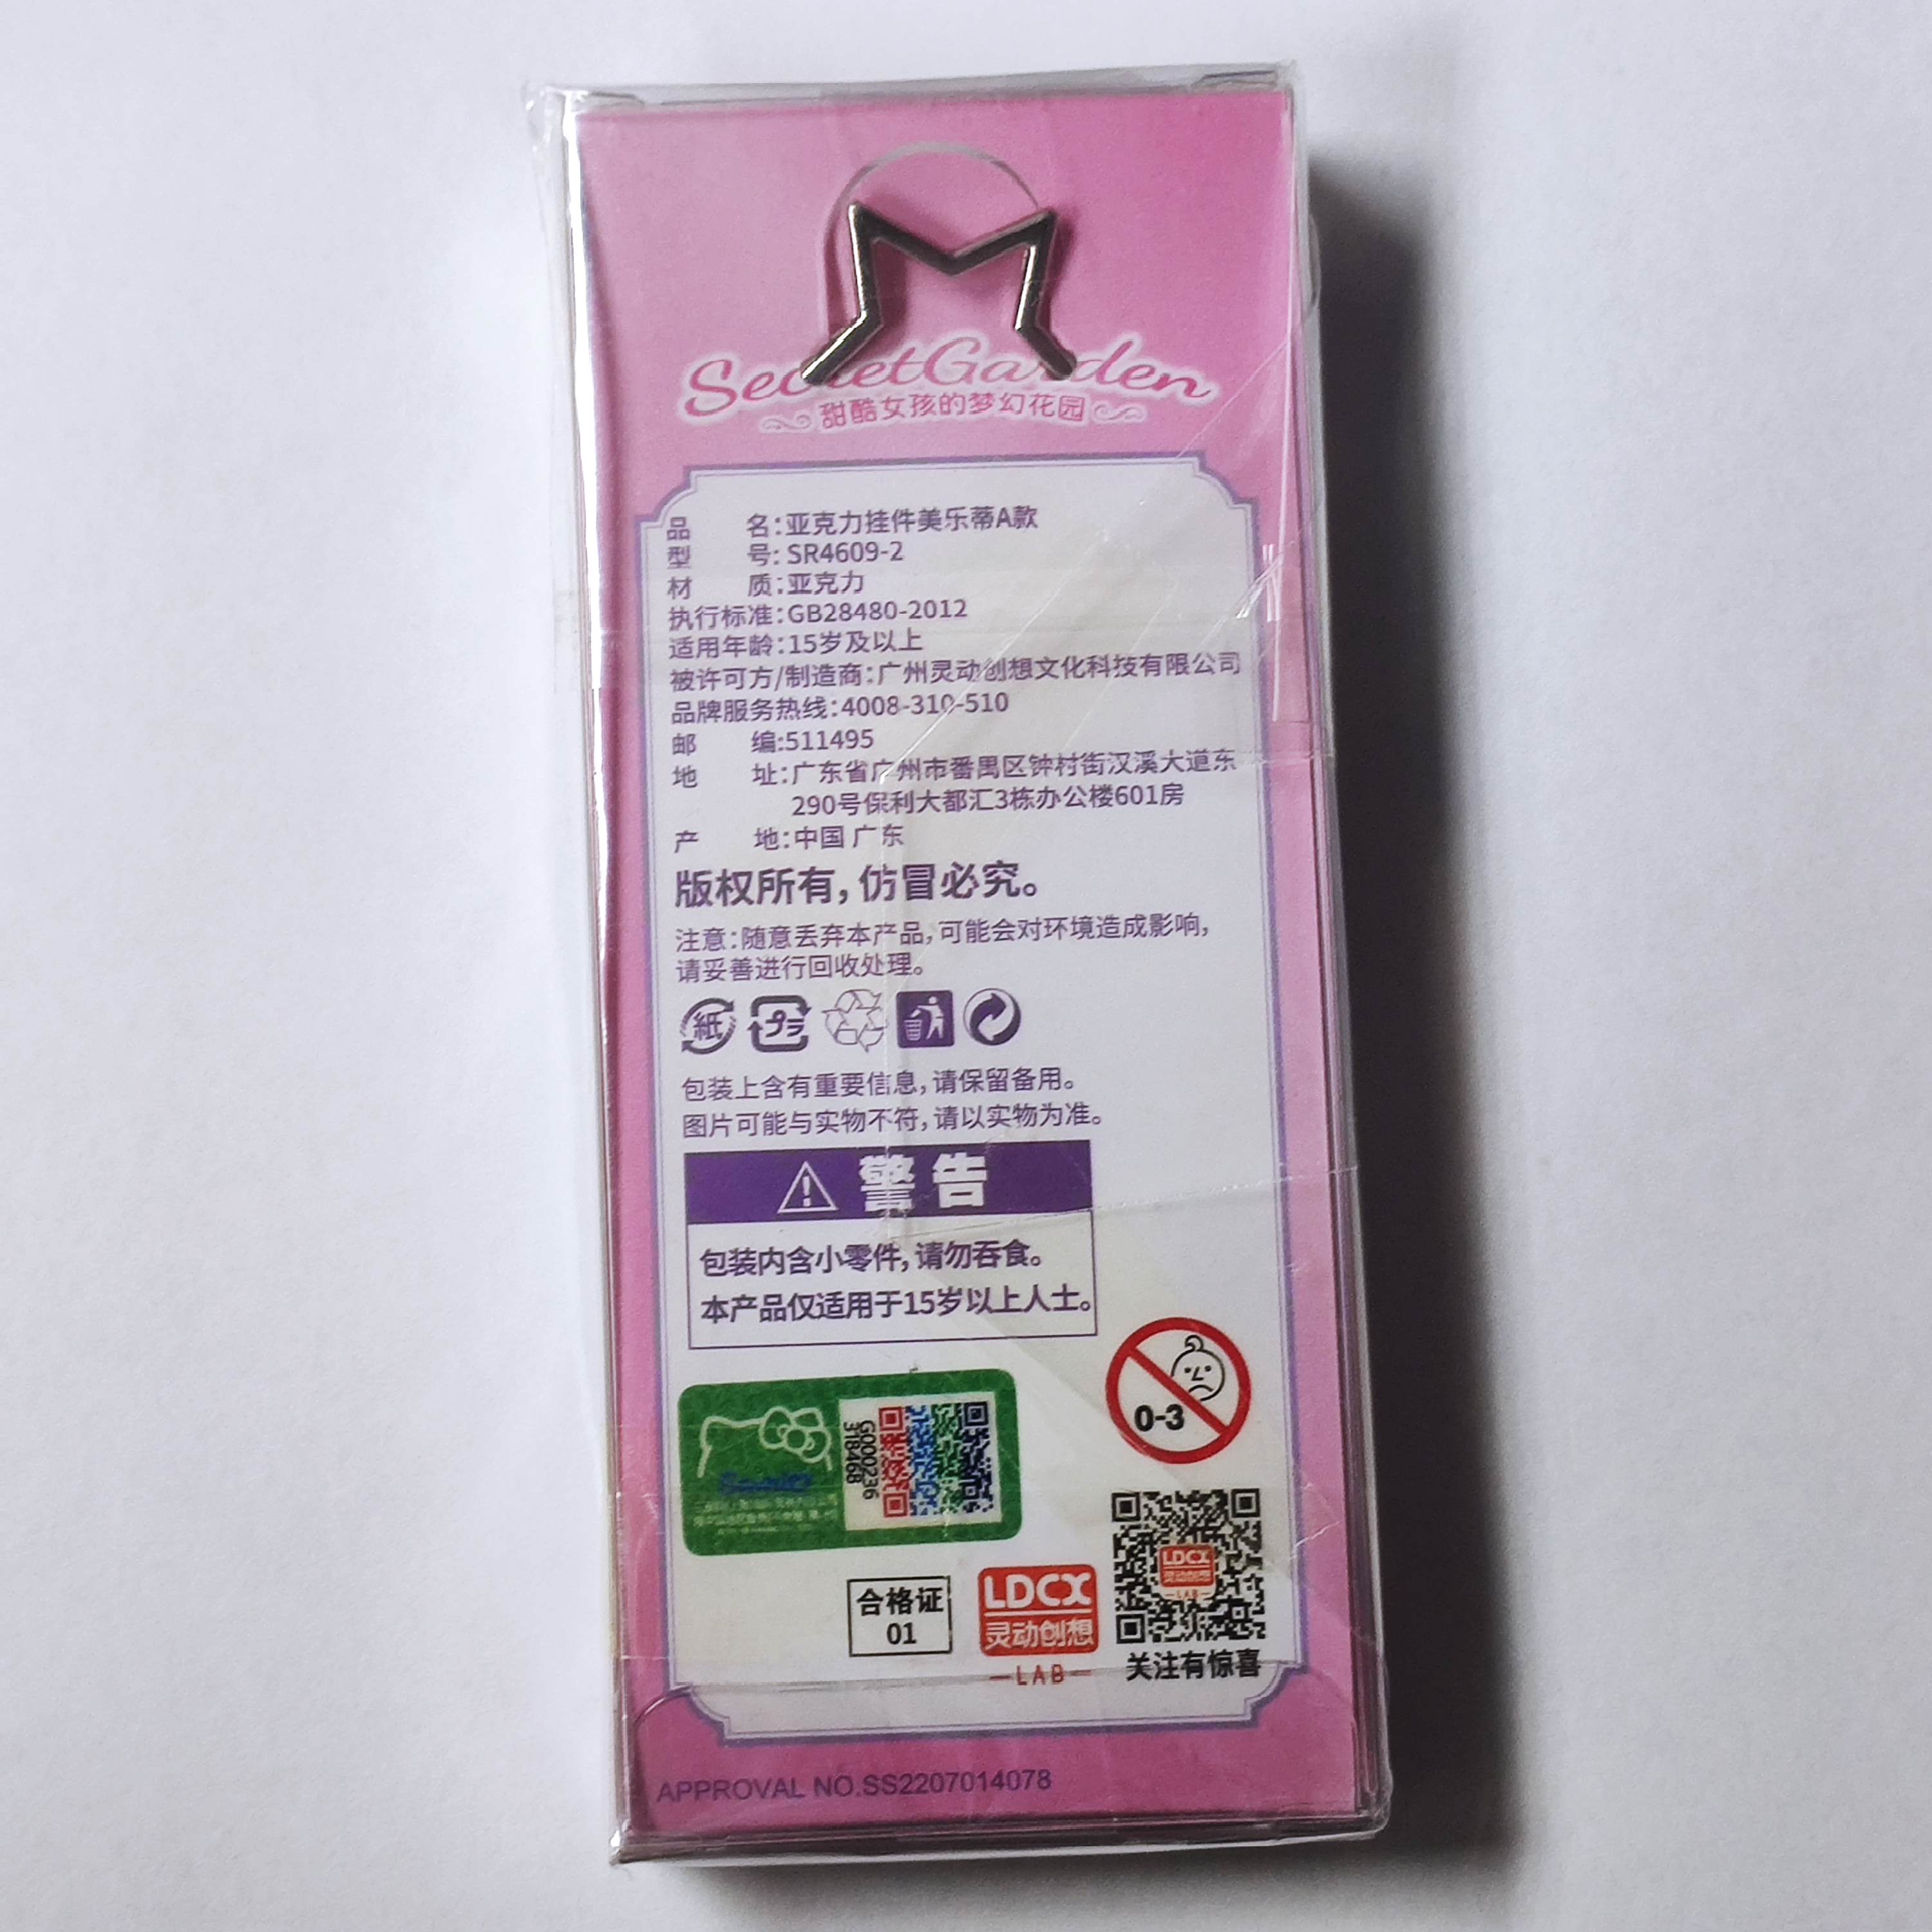 SecretGarden
甜酷女孩的梦幻花园
品 名:亚克力挂件美乐蒂A款
型 号:SR4609-2
材 质:亚克力
执行标准:GB28480-2012
适用年龄:15岁及以上
被许可方/制造商:广州灵动创想文化科技有限公司
品牌服务热线:4008-310-510
邮 编:511495
地 址:广东省广州市番禺区钟村街汉溪大道东
290号保利大都汇3栋办公楼601房
产 地:中国 广东
版权所有,仿冒必究。
注意:随意丢弃本产品,可能会对环境造成影响,
请妥善进行回收处理。
紙 プラ
包装上含有重要信息,请保留备用。
图片可能与实物不符,请以实物为准。
警告
包装内含小零件,请勿吞食。
本产品仅适用于15岁以上人士。
0-3
G000236
318468
Sanrio
合格证
01
LDCX
灵动创想
LAB
LDCX
灵动创想
LAB
关注有惊喜
APPROVAL NO.SS2207014078